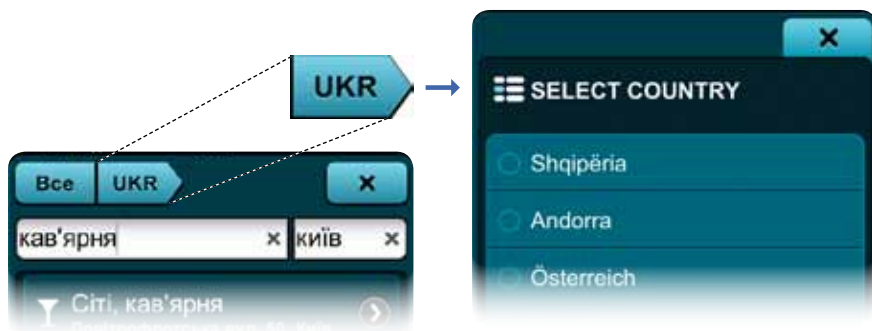 UKR
SELECT COUNTRY
Все UKR
кав'ярня київ
Сіті, кав'ярня
Shqipëria
Andorra
Österreich